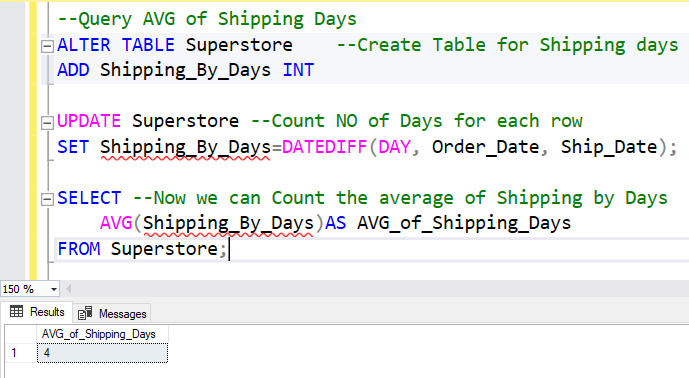 --Query AVG of Shipping Days
ALTER TABLE Superstore    --Create Table for Shipping days
ADD Shipping_By_Days INT
UPDATE Superstore --Count NO of Days for each row
SET Shipping_By_Days=DATEDIFF(DAY, Order_Date, Ship_Date);
SELECT --Now we can Count the average of Shipping by Days
    AVG(Shipping_By_Days)AS AVG_of_Shipping_Days
FROM Superstore;
150 %
Results Messages
AVG_of_Shipping_Days
1 4